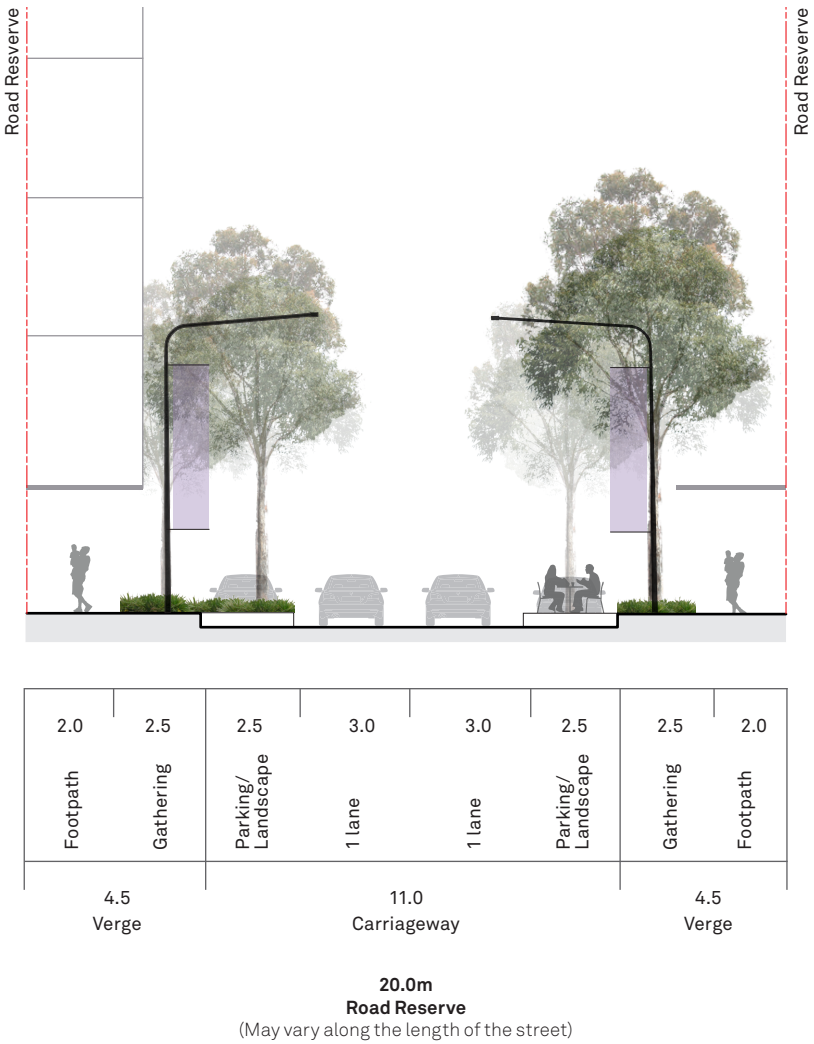 Road Resverve
Road Resverve
2.0
2.5
2.5
3.0
3.0
2.5
2.5
2.0
Footpath
Gathering
Parking/
Landscape
1 lane
1 lane
Parking/
Landscape
Gathering
Footpath
4.5
Verge
11.0
Carriageway
4.5
Verge
20.0m
Road Reserve
(May vary along the length of the street)